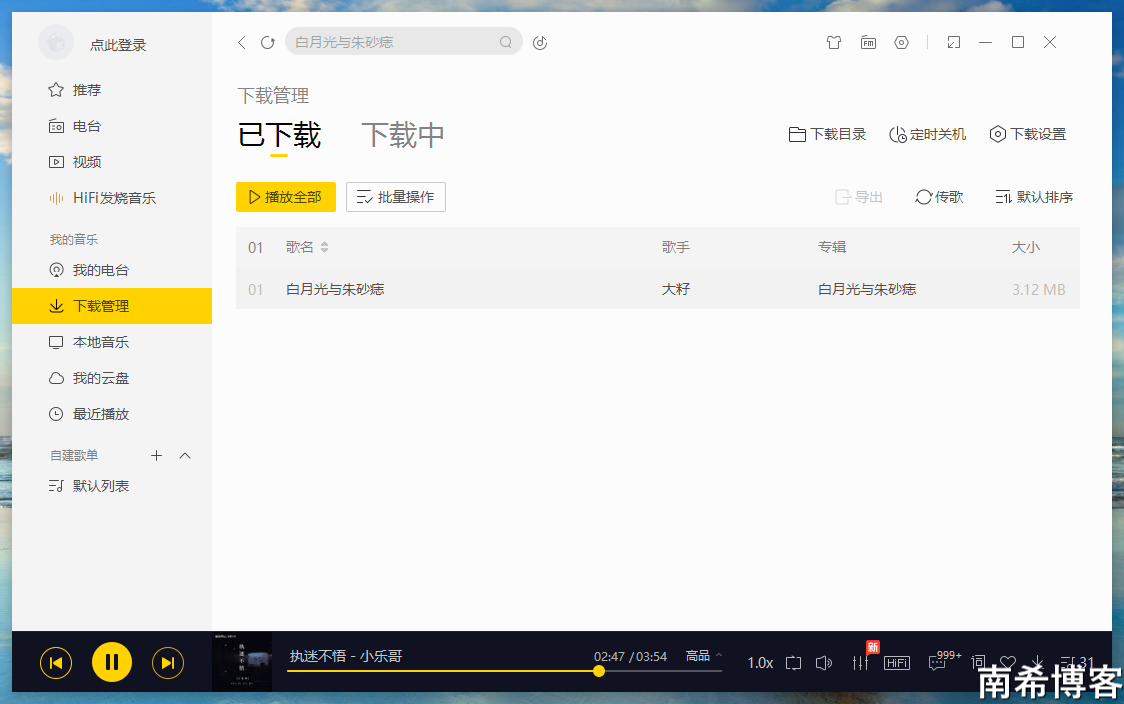 点此登录
白月光与朱砂痣
FM
推荐
电台
视频
HiFi发烧音乐
我的音乐
我的电台
下载管理
本地音乐
我的云盘
最近播放
自建歌单
默认列表
下载管理
已下载 下载中
下载目录 定时关机 下载设置
播放全部 批量操作 导出 传歌 默认排序
01 歌名 歌手 专辑 大小
01 白月光与朱砂痣 大籽 白月光与朱砂痣 3.12 MB
执迷不悟
执迷不悟 - 小乐哥 02:47 / 03:54 高品
1.0x 新 HiFi 999+ 词 31
南希博客